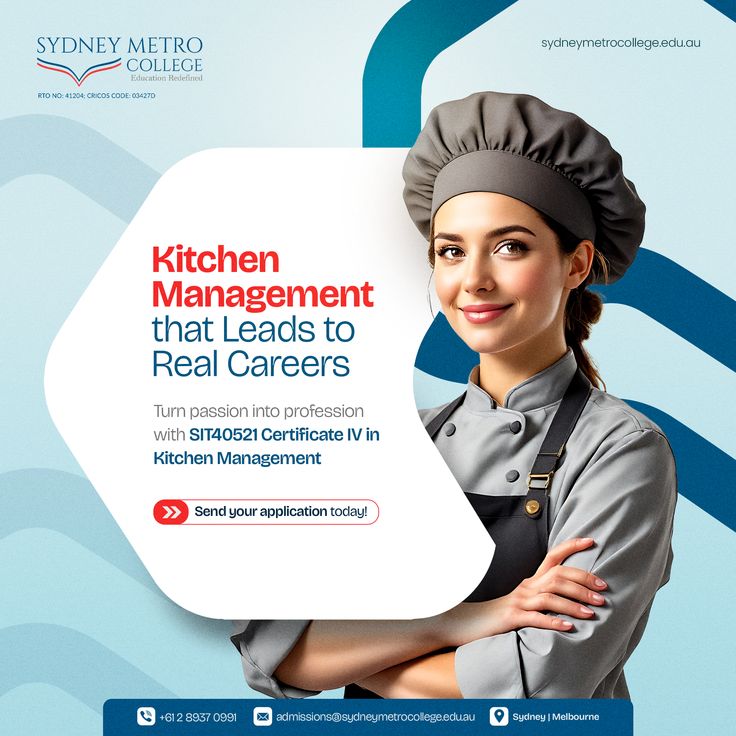 SYDNEY METRO
COLLEGE
Education Redefined
RTO NO: 41204; CRICOS CODE: 03427D
sydneymetrocollege.edu.au
Kitchen
Management
that Leads to
Real Careers
Turn passion into profession
with SIT40521 Certificate IV in
Kitchen Management
Send your application today!
+61 2 8937 0991
admissions@sydneymetrocollege.edu.au
Sydney | Melbourne